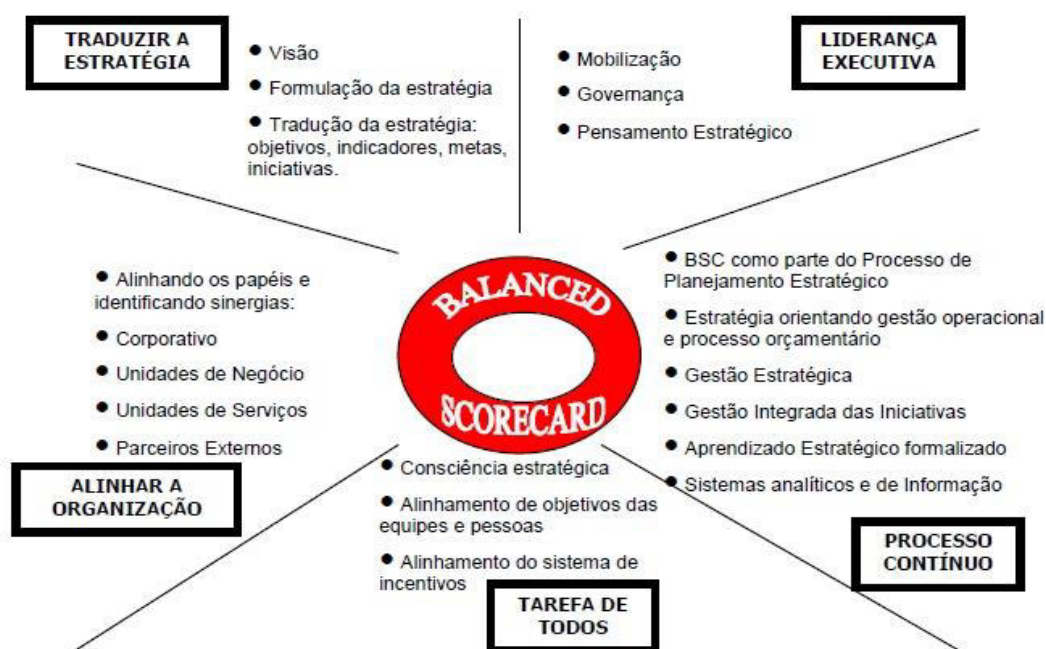 TRADUZIR A
ESTRATÉGIA
● Visão
● Formulação da estratégia
● Tradução da estratégia:
objetivos, indicadores, metas,
iniciativas.
● Mobilização
● Governança
● Pensamento Estratégico
LIDERANÇA
EXECUTIVA
● Alinhando os papéis e
identificando sinergias:
● Corporativo
● Unidades de Negócio
● Unidades de Serviços
● Parceiros Externos
ALINHAR A
ORGANIZAÇÃO
BALANCED
SCORECARD
● BSC como parte do Processo de
Planejamento Estratégico
● Estratégia orientando gestão operacional
e processo orçamentário
● Gestão Estratégica
● Gestão Integrada das Iniciativas
● Aprendizado Estratégico formalizado
● Sistemas analíticos e de Informação
PROCESSO
CONTÍNUO
● Consciência estratégica
● Alinhamento de objetivos das
equipes e pessoas
● Alinhamento do sistema de
incentivos
TAREFA DE
TODOS